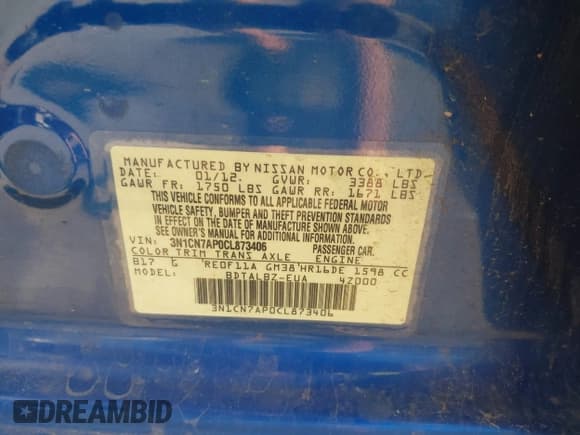 MANUFACTURED BY NISSAN MOTOR CO., LTD.
DATE: 01/12. GVWR: 3388 LBS
GAWR FR: 1750 LBS GAWR RR: 1671 LBS
THIS VEHICLE CONFORMS TO ALL APPLICABLE FEDERAL MOTOR
VEHICLE SAFETY, BUMPER AND THEFT PREVENTION STANDARDS
IN EFFECT ON THE DATE OF MANUFACTURE SHOWN ABOVE.
SEE OWNER'S MANUAL FOR ADDITIONAL INFORMATION.
VIN: 3N1CN7AP0CL873406 PASSENGER CAR
COLOR TRIM TRANS AXLE ENGINE
B17 G RE0F11A GM38 HR16DE 1598 CC
MODEL: BDTALBZ-EUA 42000
3N1CN7AP0CL873406
DREAMBID